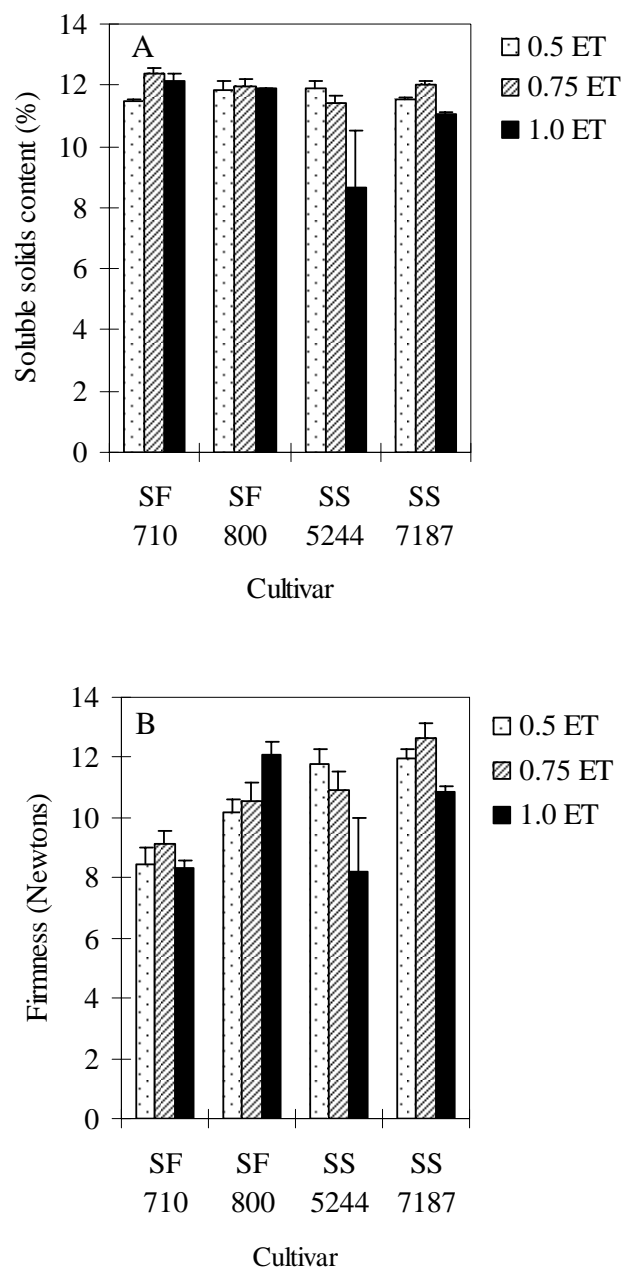 A
Soluble solids content (%)
14
12
10
8
6
4
2
0
SF 710
SF 800
SS 5244
SS 7187
Cultivar
0.5 ET
0.75 ET
1.0 ET
B
Firmness (Newtons)
14
12
10
8
6
4
2
0
SF 710
SF 800
SS 5244
SS 7187
Cultivar
0.5 ET
0.75 ET
1.0 ET